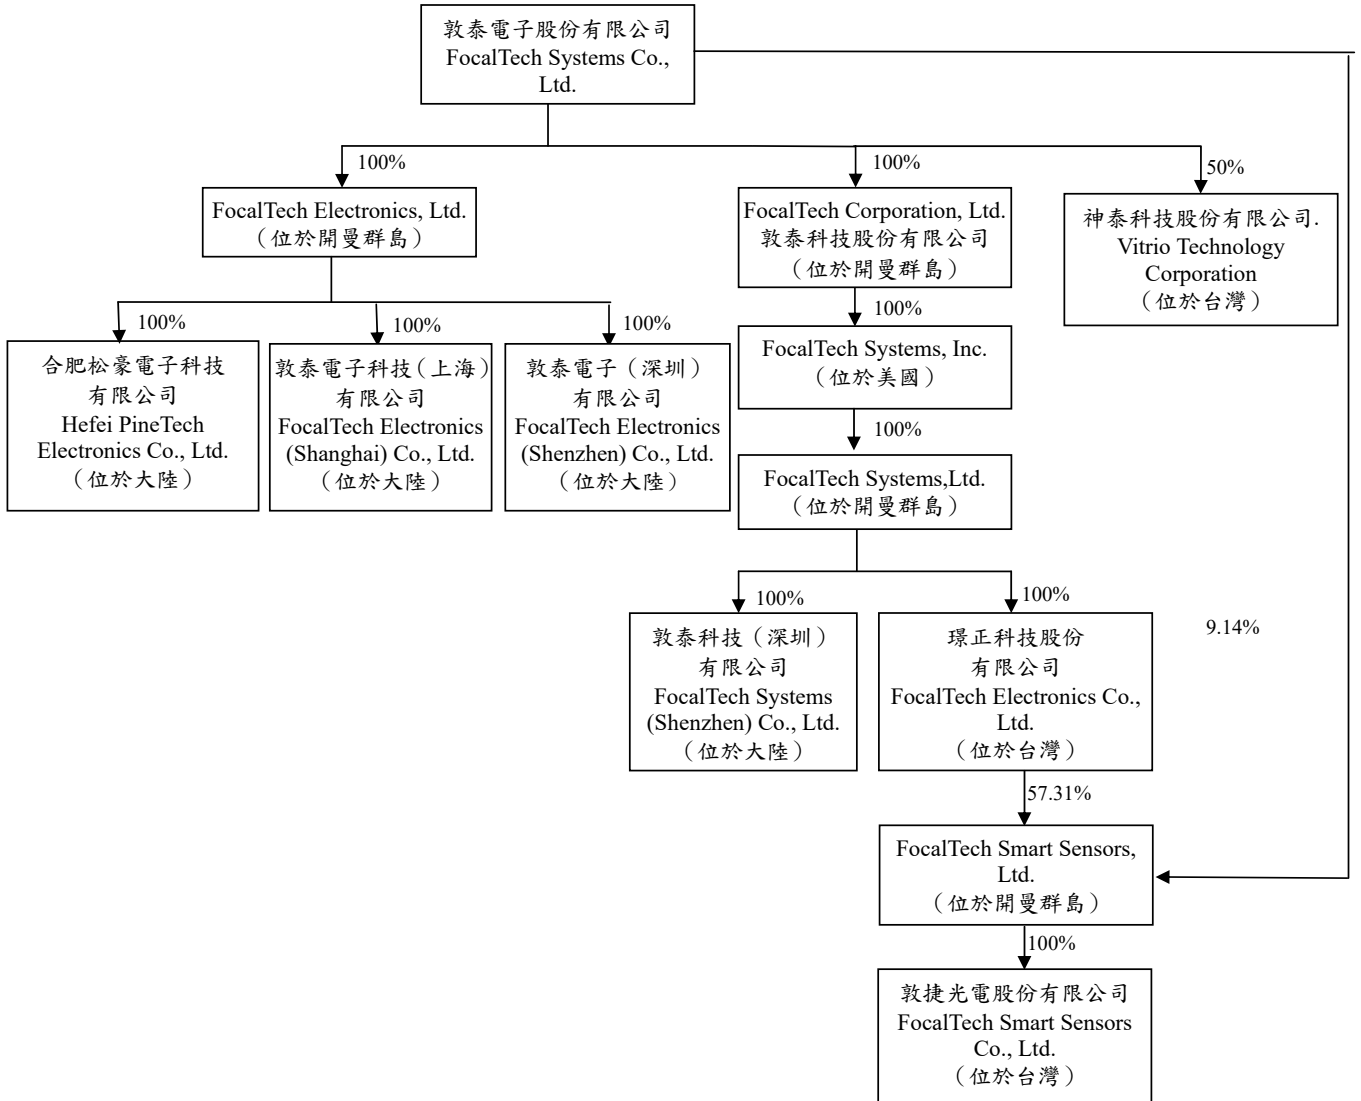 敦泰電子股份有限公司
FocalTech Systems Co.,
Ltd.
100%
100%
50%
FocalTech Electronics, Ltd.
（位於開曼群島）
FocalTech Corporation, Ltd.
敦泰科技股份有限公司
（位於開曼群島）
神泰科技股份有限公司.
Vitrio Technology
Corporation
（位於台灣）
100%
100%
100%
100%
合肥松豪電子科技
有限公司
Hefei PineTech
Electronics Co., Ltd.
（位於大陸）
敦泰電子科技（上海）
有限公司
FocalTech Electronics
(Shanghai) Co., Ltd.
（位於大陸）
敦泰電子（深圳）
有限公司
FocalTech Electronics
(Shenzhen) Co., Ltd.
（位於大陸）
FocalTech Systems, Inc.
（位於美國）
100%
FocalTech Systems,Ltd.
（位於開曼群島）
100%
100%
9.14%
敦泰科技（深圳）
有限公司
FocalTech Systems
(Shenzhen) Co., Ltd.
（位於大陸）
璟正科技股份
有限公司
FocalTech Electronics Co.,
Ltd.
（位於台灣）
57.31%
FocalTech Smart Sensors,
Ltd.
（位於開曼群島）
100%
敦捷光電股份有限公司
FocalTech Smart Sensors
Co., Ltd.
（位於台灣）